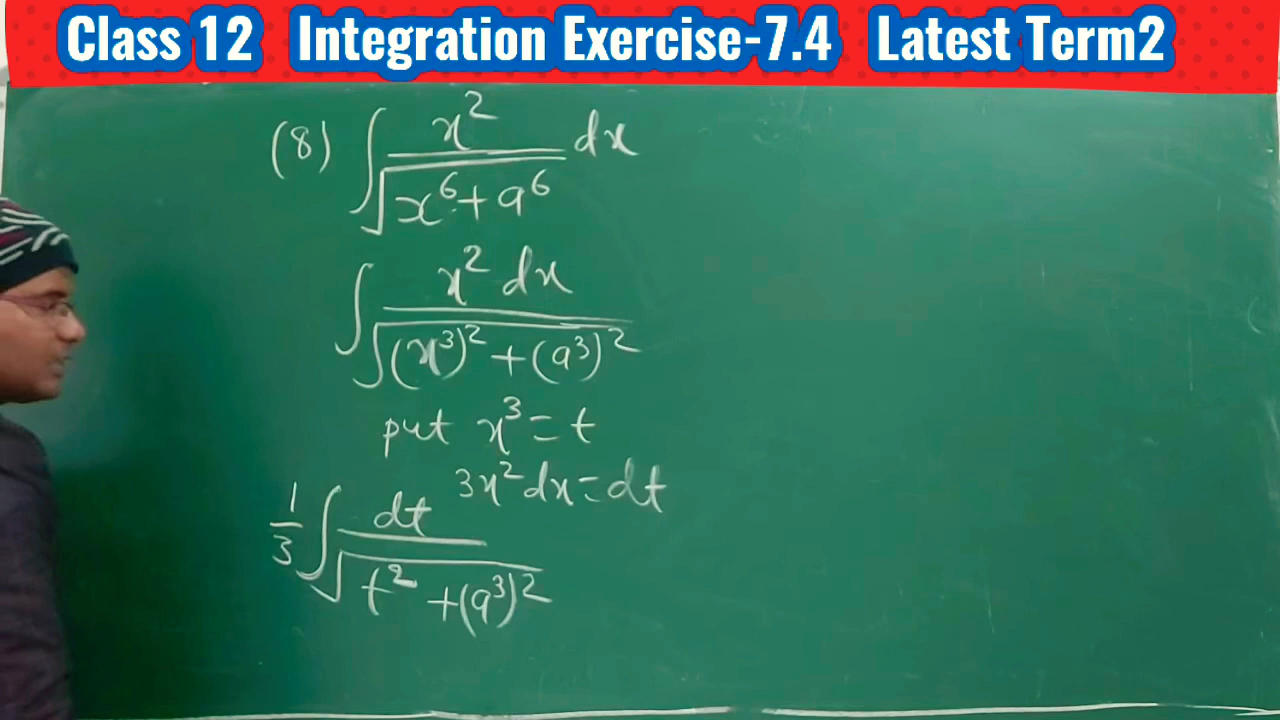 Class 12 Integration Exercise-7.4 Latest Term2
(8) ∫ x² / √(x⁶ + a⁶) dx
∫ x² dx / √((x³)² + (a³)²)
put x³ = t
3x² dx = dt
1/3 ∫ dt / √(t² + (a³)²)